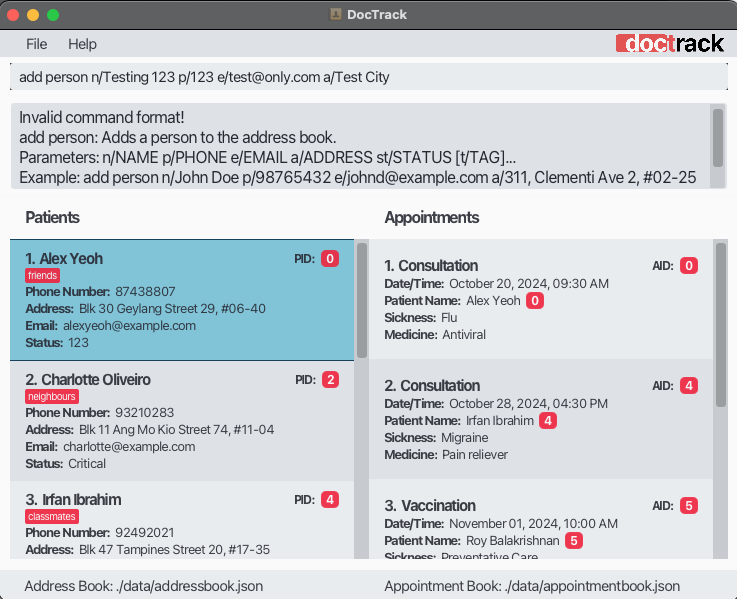 DocTrack
File Help
doctrack
add person n/Testing 123 p/123 e/test@only.com a/Test City
Invalid command format!
add person: Adds a person to the address book.
Parameters: n/NAME p/PHONE e/EMAIL a/ADDRESS st/STATUS [t/TAG]...
Example: add person n/John Doe p/98765432 e/johnd@example.com a/311, Clementi Ave 2, #02-25
Patients
1. Alex Yeoh PID: 0
friends
Phone Number: 87438807
Address: Blk 30 Geylang Street 29, #06-40
Email: alexyeoh@example.com
Status: 123
2. Charlotte Oliveiro PID: 2
neighbours
Phone Number: 93210283
Address: Blk 11 Ang Mo Kio Street 74, #11-04
Email: charlotte@example.com
Status: Critical
3. Irfan Ibrahim PID: 4
classmates
Phone Number: 92492021
Address: Blk 47 Tampines Street 20, #17-35
Appointments
1. Consultation AID: 0
Date/Time: October 20, 2024, 09:30 AM
Patient Name: Alex Yeoh 0
Sickness: Flu
Medicine: Antiviral
2. Consultation AID: 4
Date/Time: October 28, 2024, 04:30 PM
Patient Name: Irfan Ibrahim 4
Sickness: Migraine
Medicine: Pain reliever
3. Vaccination AID: 5
Date/Time: November 01, 2024, 10:00 AM
Patient Name: Roy Balakrishnan 5
Sickness: Preventative Care
Address Book: ./data/addressbook.json
Appointment Book: ./data/appointmentbook.json